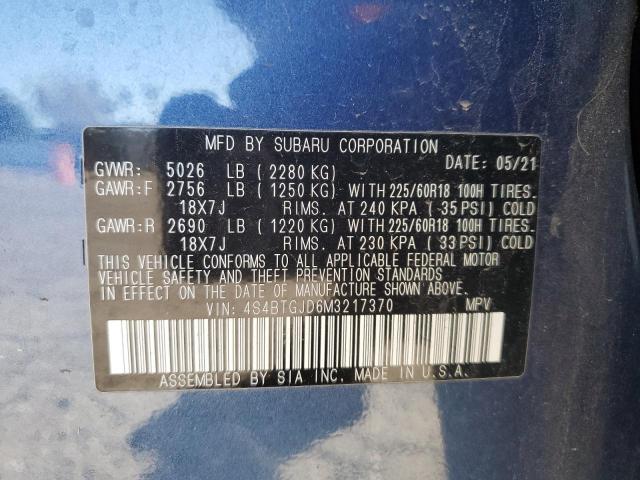 MFD BY SUBARU CORPORATION
GVWR: 5026 LB (2280 KG) DATE: 05/21
GAWR:F 2756 LB (1250 KG) WITH 225/60R18 100H TIRES.
18X7J RIMS. AT 240 KPA (35 PSI) COLD
GAWR:R 2690 LB (1220 KG) WITH 225/60R18 100H TIRES.
18X7J RIMS. AT 230 KPA (33 PSI) COLD
THIS VEHICLE CONFORMS TO ALL APPLICABLE FEDERAL MOTOR
VEHICLE SAFETY AND THEFT PREVENTION STANDARDS
IN EFFECT ON THE DATE OF MANUFACTURE SHOWN ABOVE.
VIN: 4S4BTGJD6M3217370 MPV
ASSEMBLED BY SIA INC. MADE IN U.S.A.